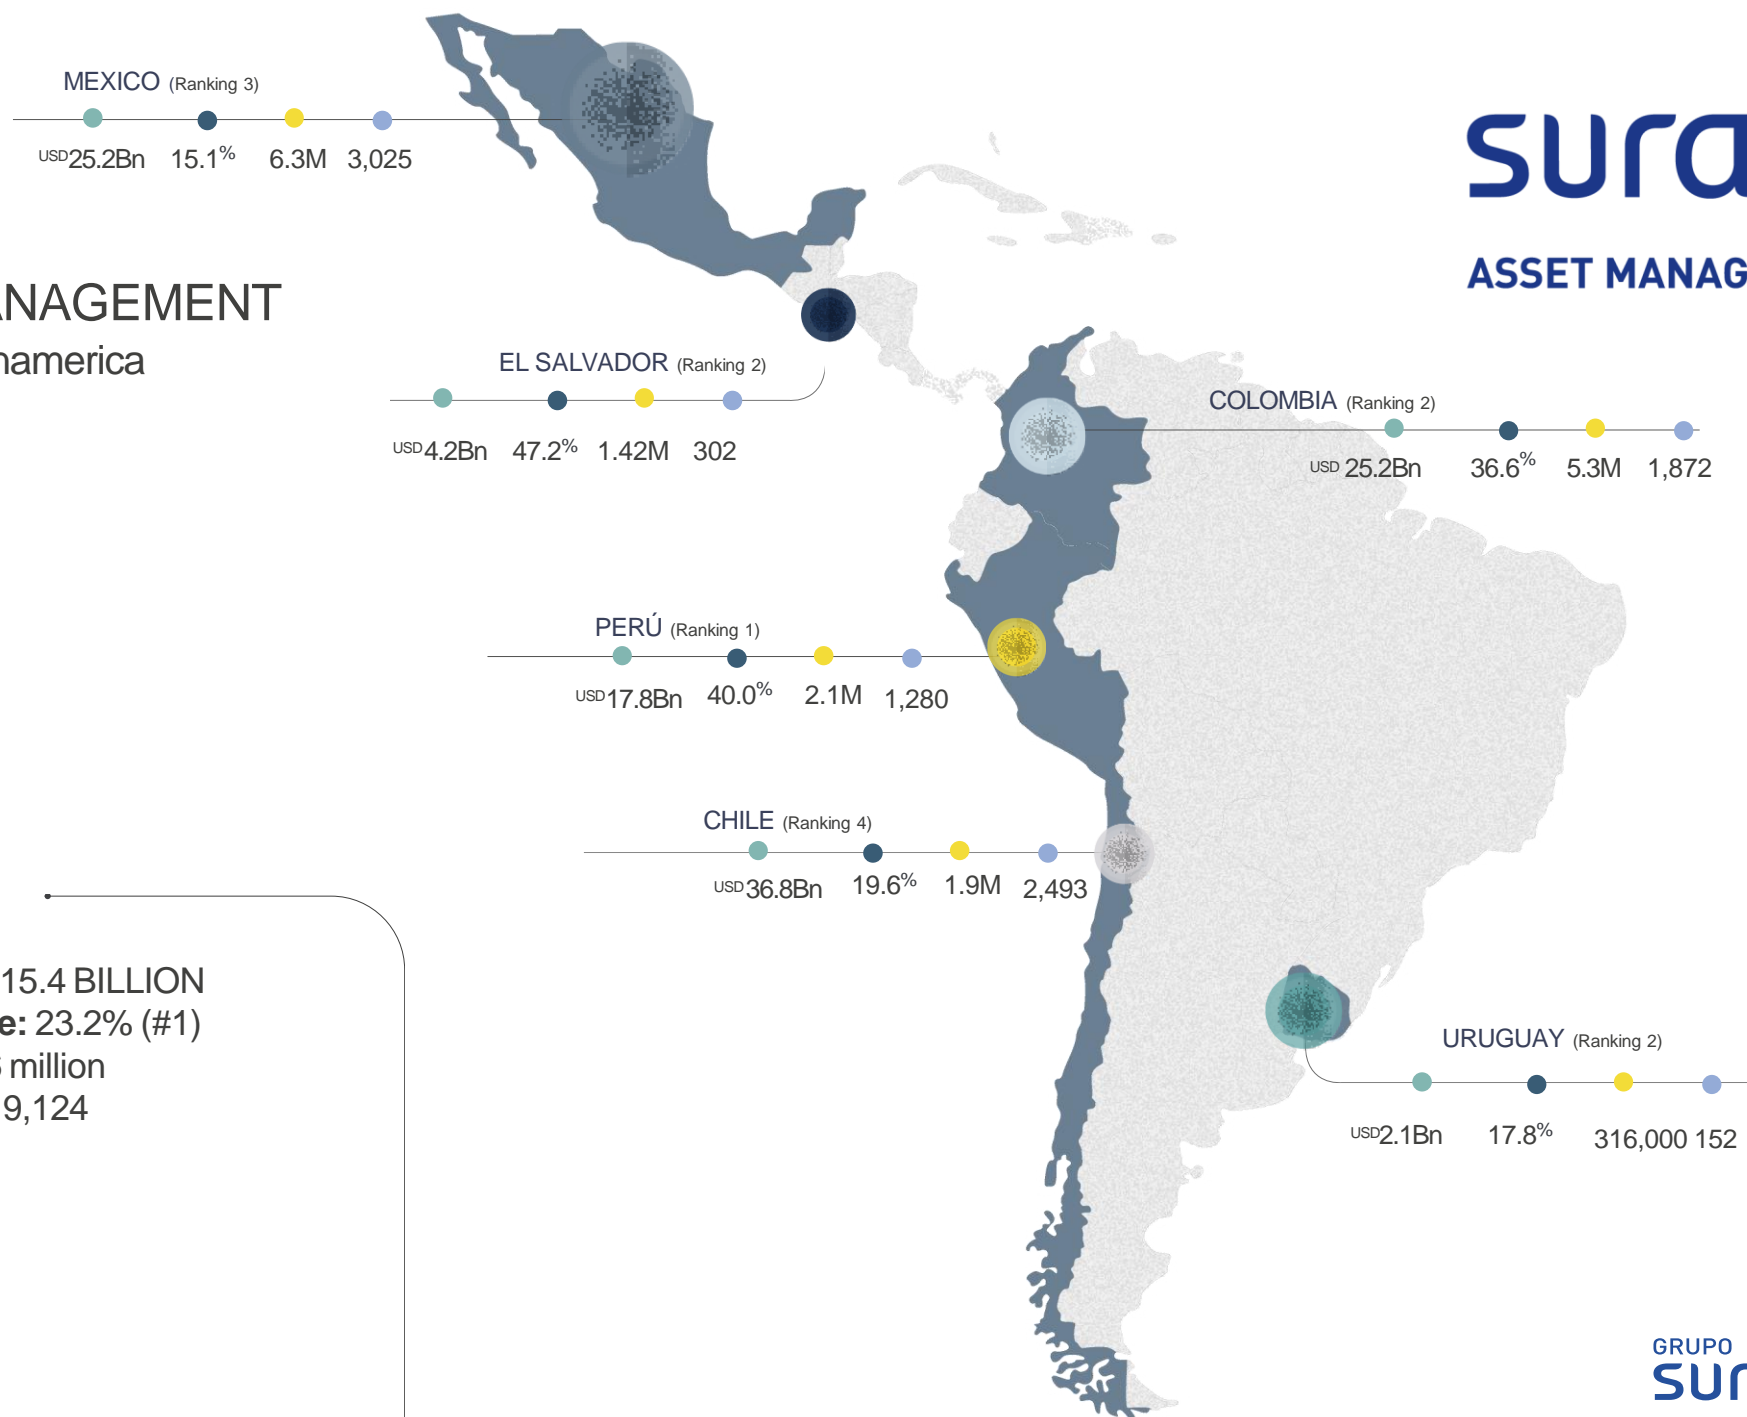 MEXICO (Ranking 3)
USD25.2Bn 15.1% 6.3M 3,025
sura
ASSET MANAG
ANAGEMENT
namerica
EL SALVADOR (Ranking 2)
USD4.2Bn 47.2% 1.42M 302
COLOMBIA (Ranking 2)
USD 25.2Bn 36.6% 5.3M 1,872
PERÚ (Ranking 1)
USD17.8Bn 40.0% 2.1M 1,280
CHILE (Ranking 4)
USD36.8Bn 19.6% 1.9M 2,493
15.4 BILLION
e: 23.2% (#1)
million
9,124
URUGUAY (Ranking 2)
USD2.1Bn 17.8% 316,000 152
GRUPO
sur